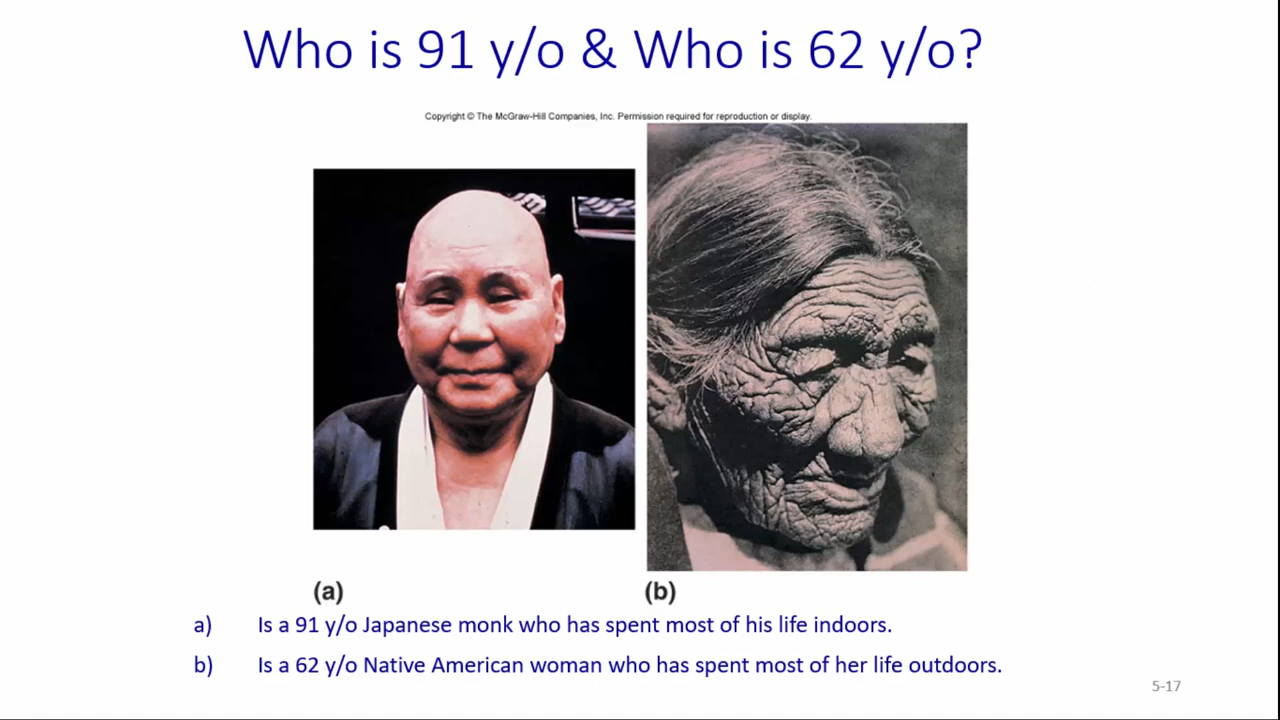 Who is 91 y/o & Who is 62 y/o?
Copyright © The McGraw-Hill Companies, Inc. Permission required for reproduction or display.
(a)
(b)
a) Is a 91 y/o Japanese monk who has spent most of his life indoors.
b) Is a 62 y/o Native American woman who has spent most of her life outdoors.
5-17